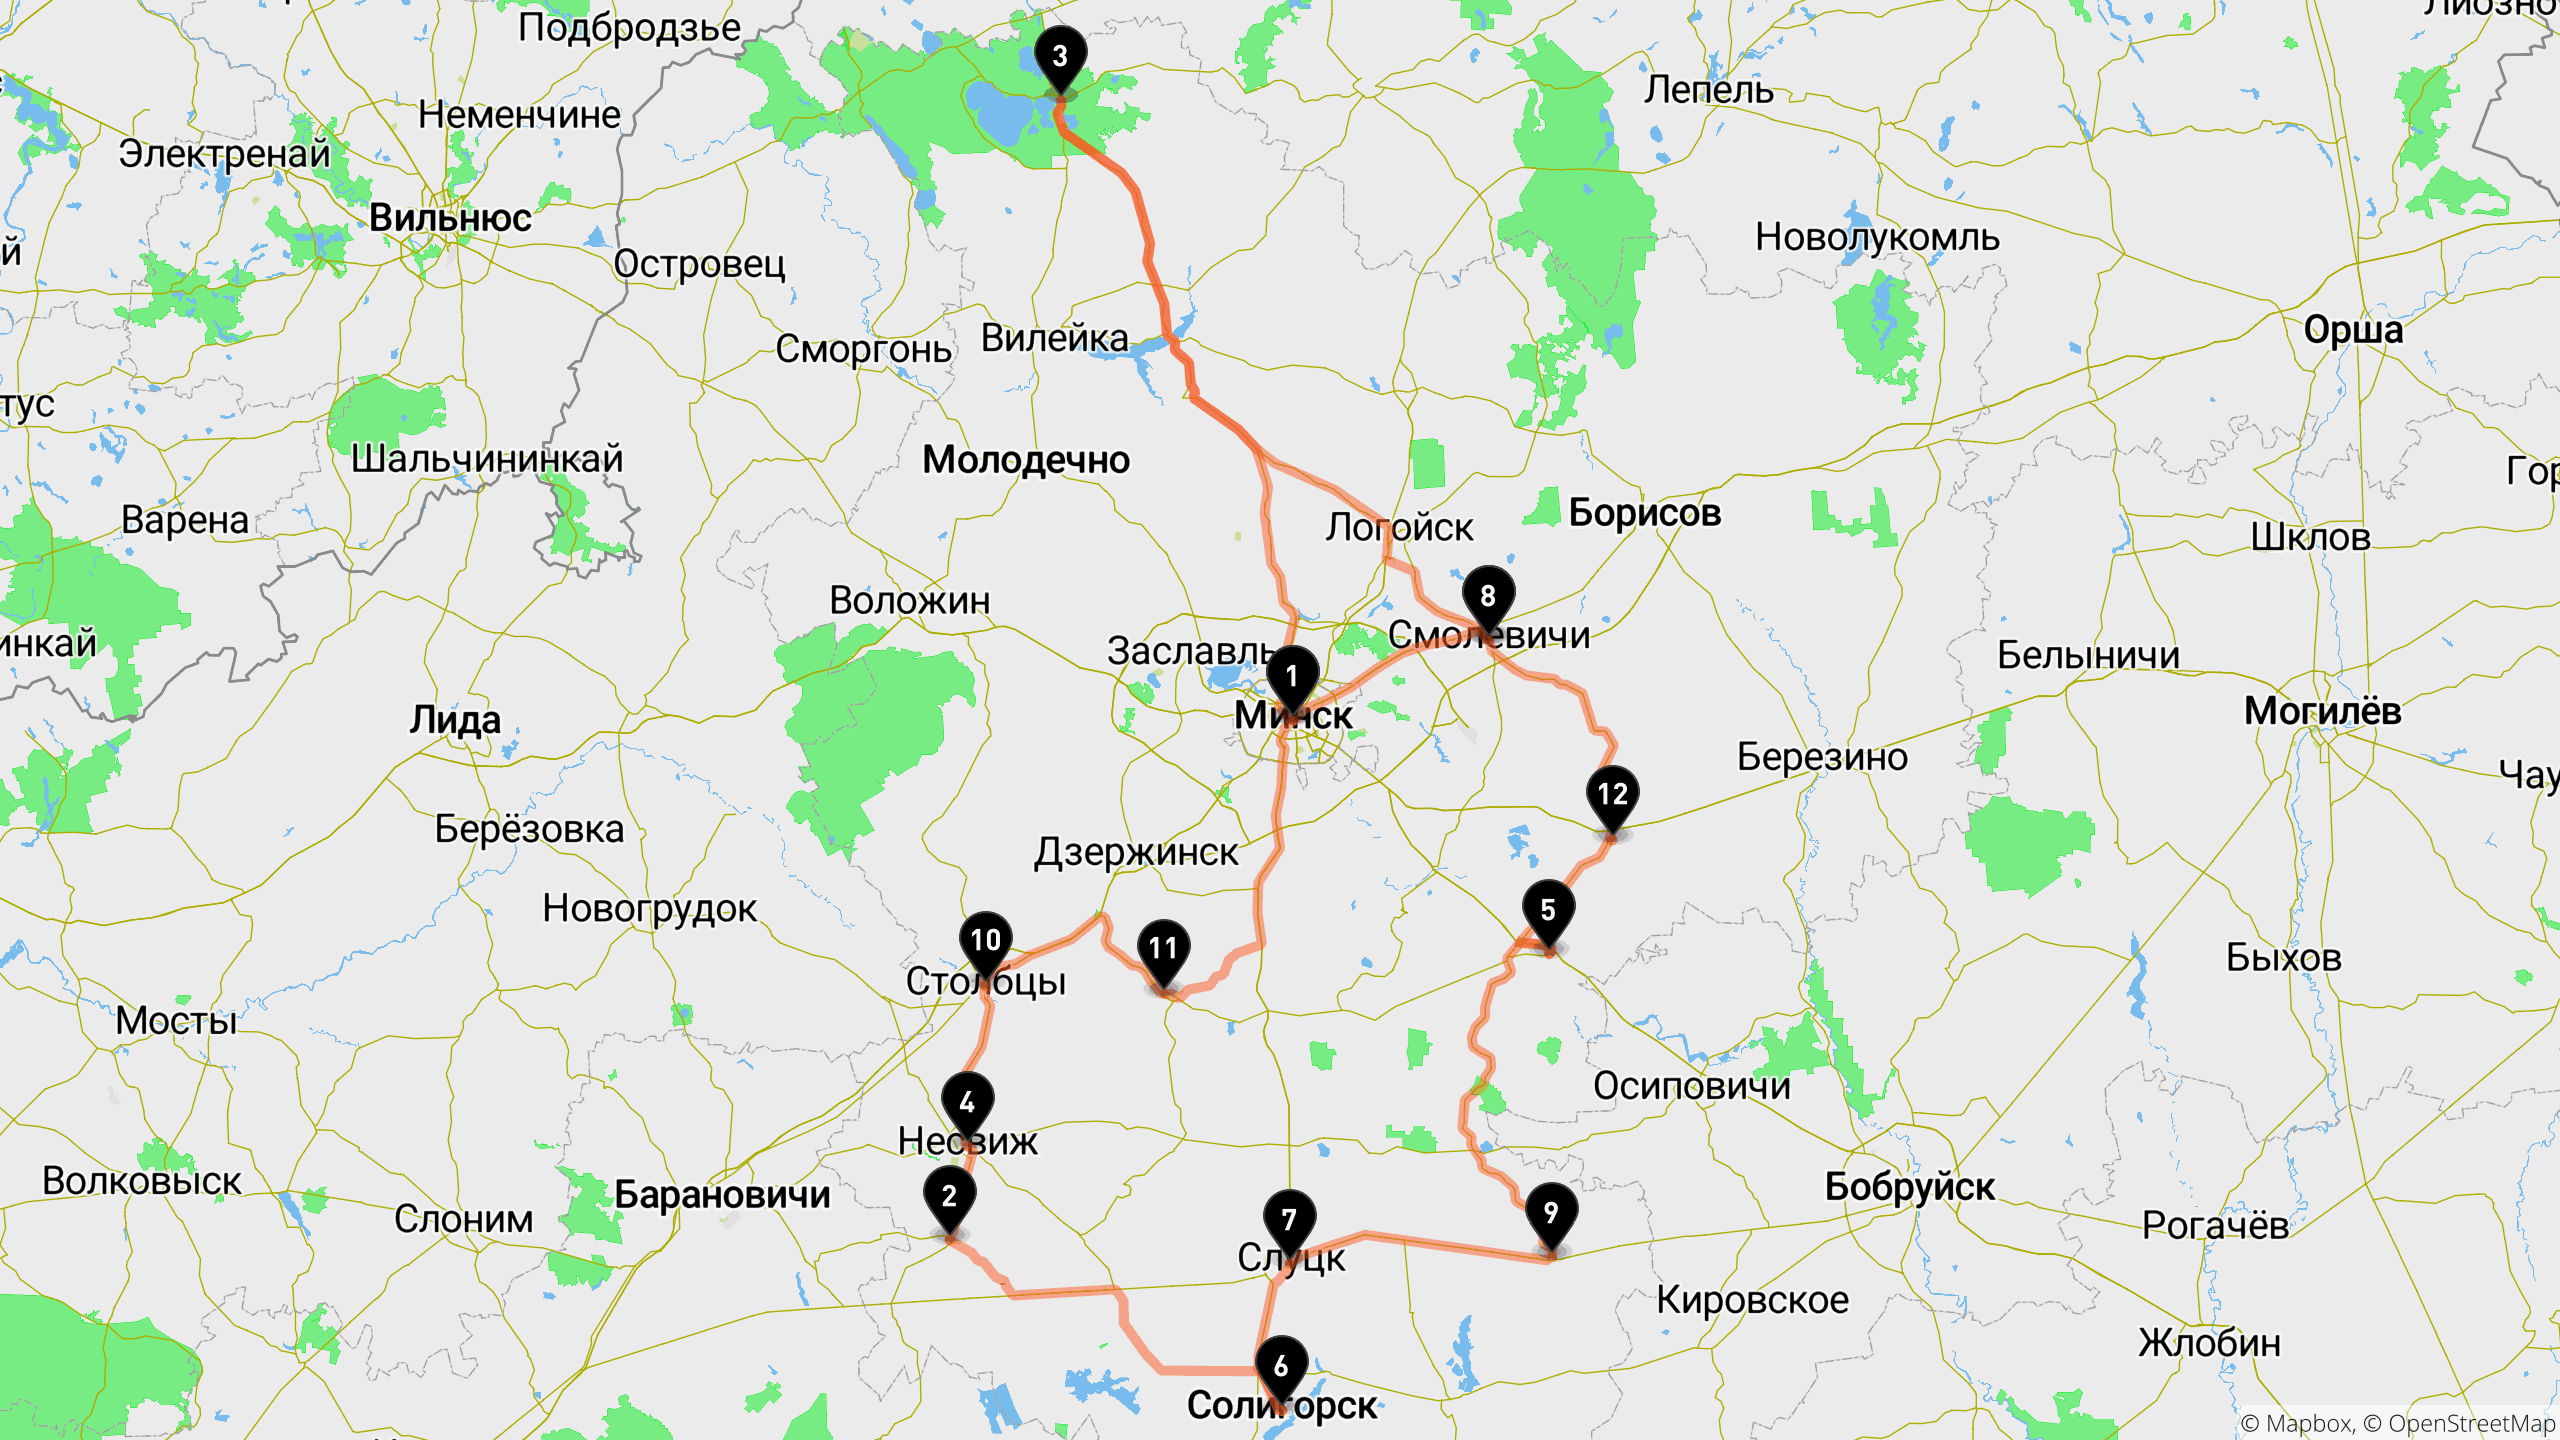 Подбродзье
3
Лепель
Неменчине
Электренай
Вильнюс
Новолукомль
й
Островец
Орша
Вилейка
Сморгонь
тус
Шальчининкай
Молодечно
Гор
Варена
Логойск
Борисов
Шклов
Воложин
8
инкай
Заславль
Смолевичи
Белыничи
1
Лида
Минск
Могилёв
Березино
Чау
12
Берёзовка
Дзержинск
Новогрудок
5
10
11
Столбцы
Быхов
Мосты
Осиповичи
4
Несвиж
Волковыск
Барановичи
2
Бобруйск
Слоним
7
9
Рогачёв
Слуцк
Кировское
Жлобин
6
Солигорск
© Mapbox, © OpenStreetMap